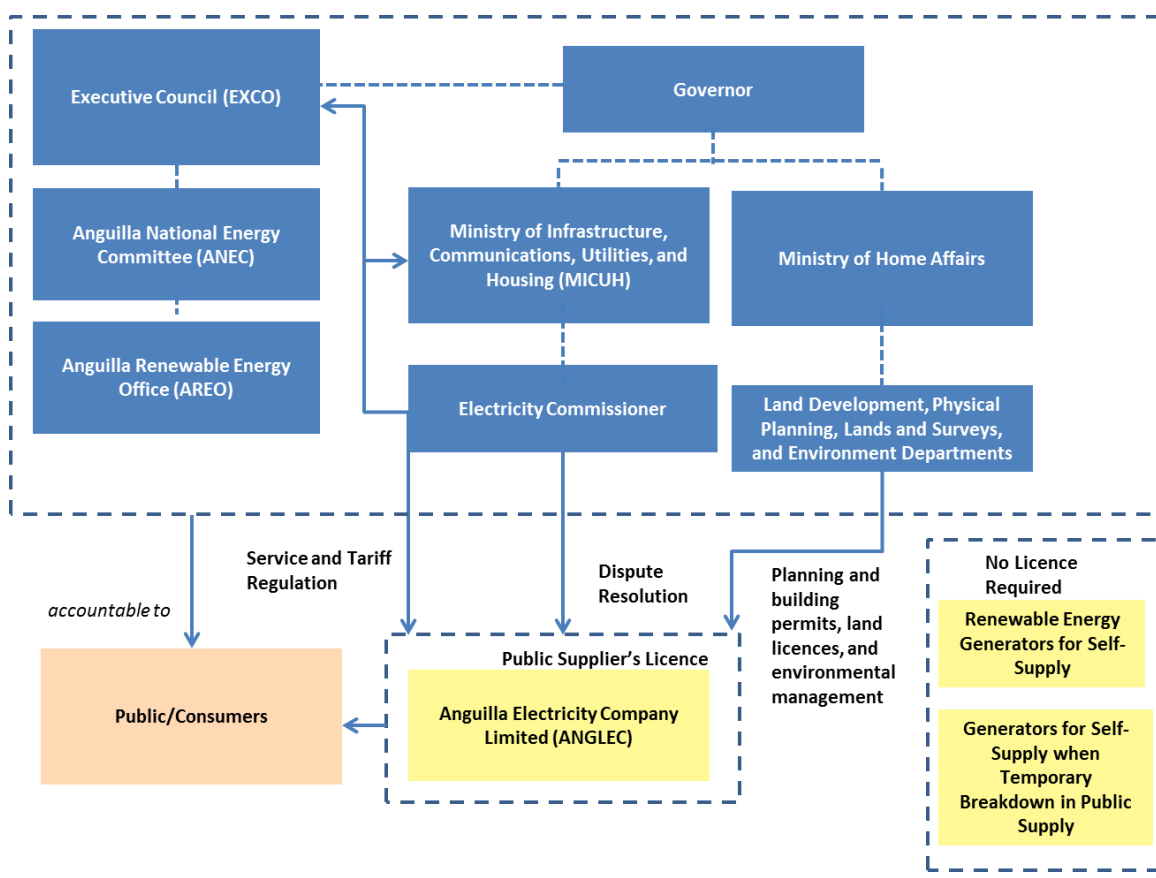 Executive Council (EXCO)
Governor
Anguilla National Energy
Committee (ANEC)
Ministry of Infrastructure,
Communications, Utilities, and
Housing (MICUH)
Ministry of Home Affairs
Anguilla Renewable Energy
Office (AREO)
Electricity Commissioner
Land Development, Physical
Planning, Lands and Surveys,
and Environment Departments
Service and Tariff
Regulation
accountable to
Dispute
Resolution
Planning and
building
permits, land
licences, and
environmental
management
No Licence
Required
Renewable Energy
Generators for Self-
Supply
Generators for Self-
Supply when
Temporary
Breakdown in Public
Supply
Public/Consumers
Public Supplier’s Licence
Anguilla Electricity Company
Limited (ANGLEC)